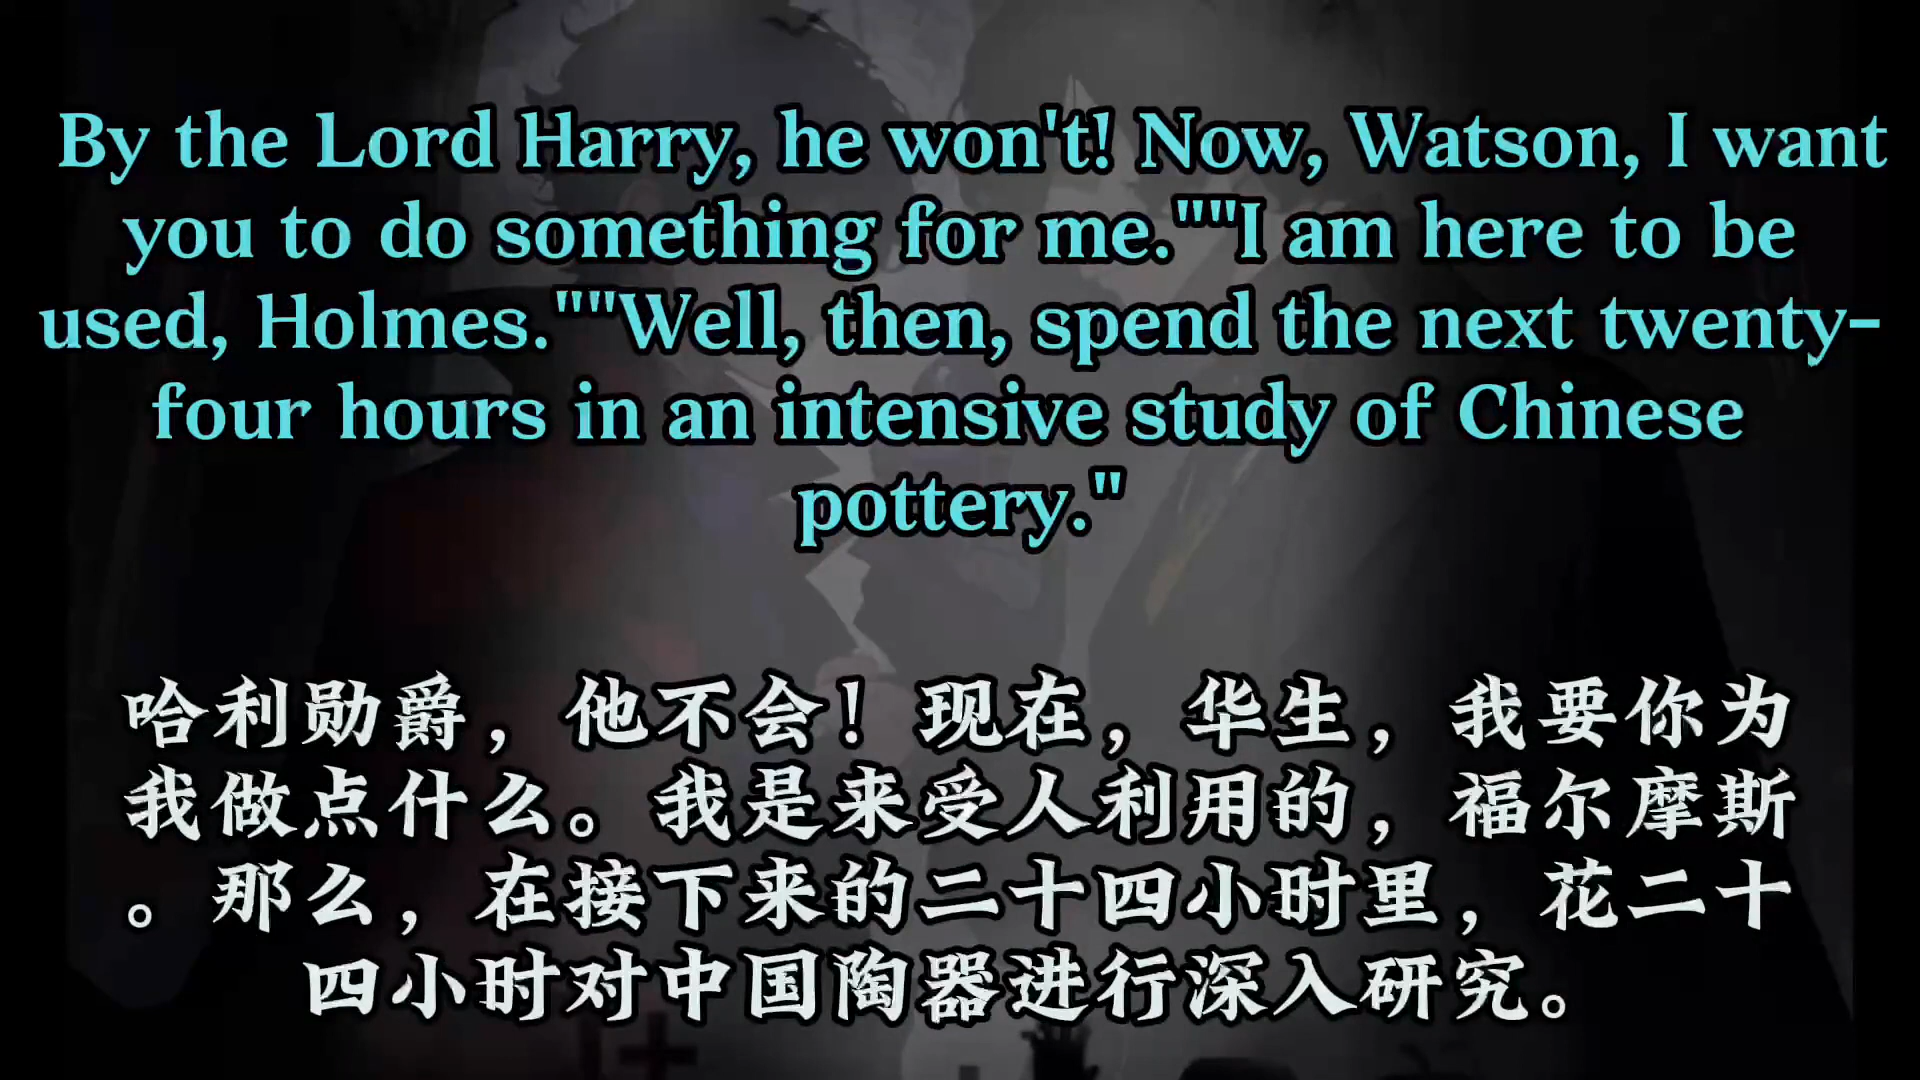 By the Lord Harry, he won't! Now, Watson, I want
you to do something for me.""I am here to be
used, Holmes.""Well, then, spend the next twenty-
four hours in an intensive study of Chinese
pottery."
哈利勋爵，他不会！现在，华生，我要你为
我做点什么。我是来受人利用的，福尔摩斯
。那么，在接下来的二十四小时里，花二十
四小时对中国陶器进行深入研究。